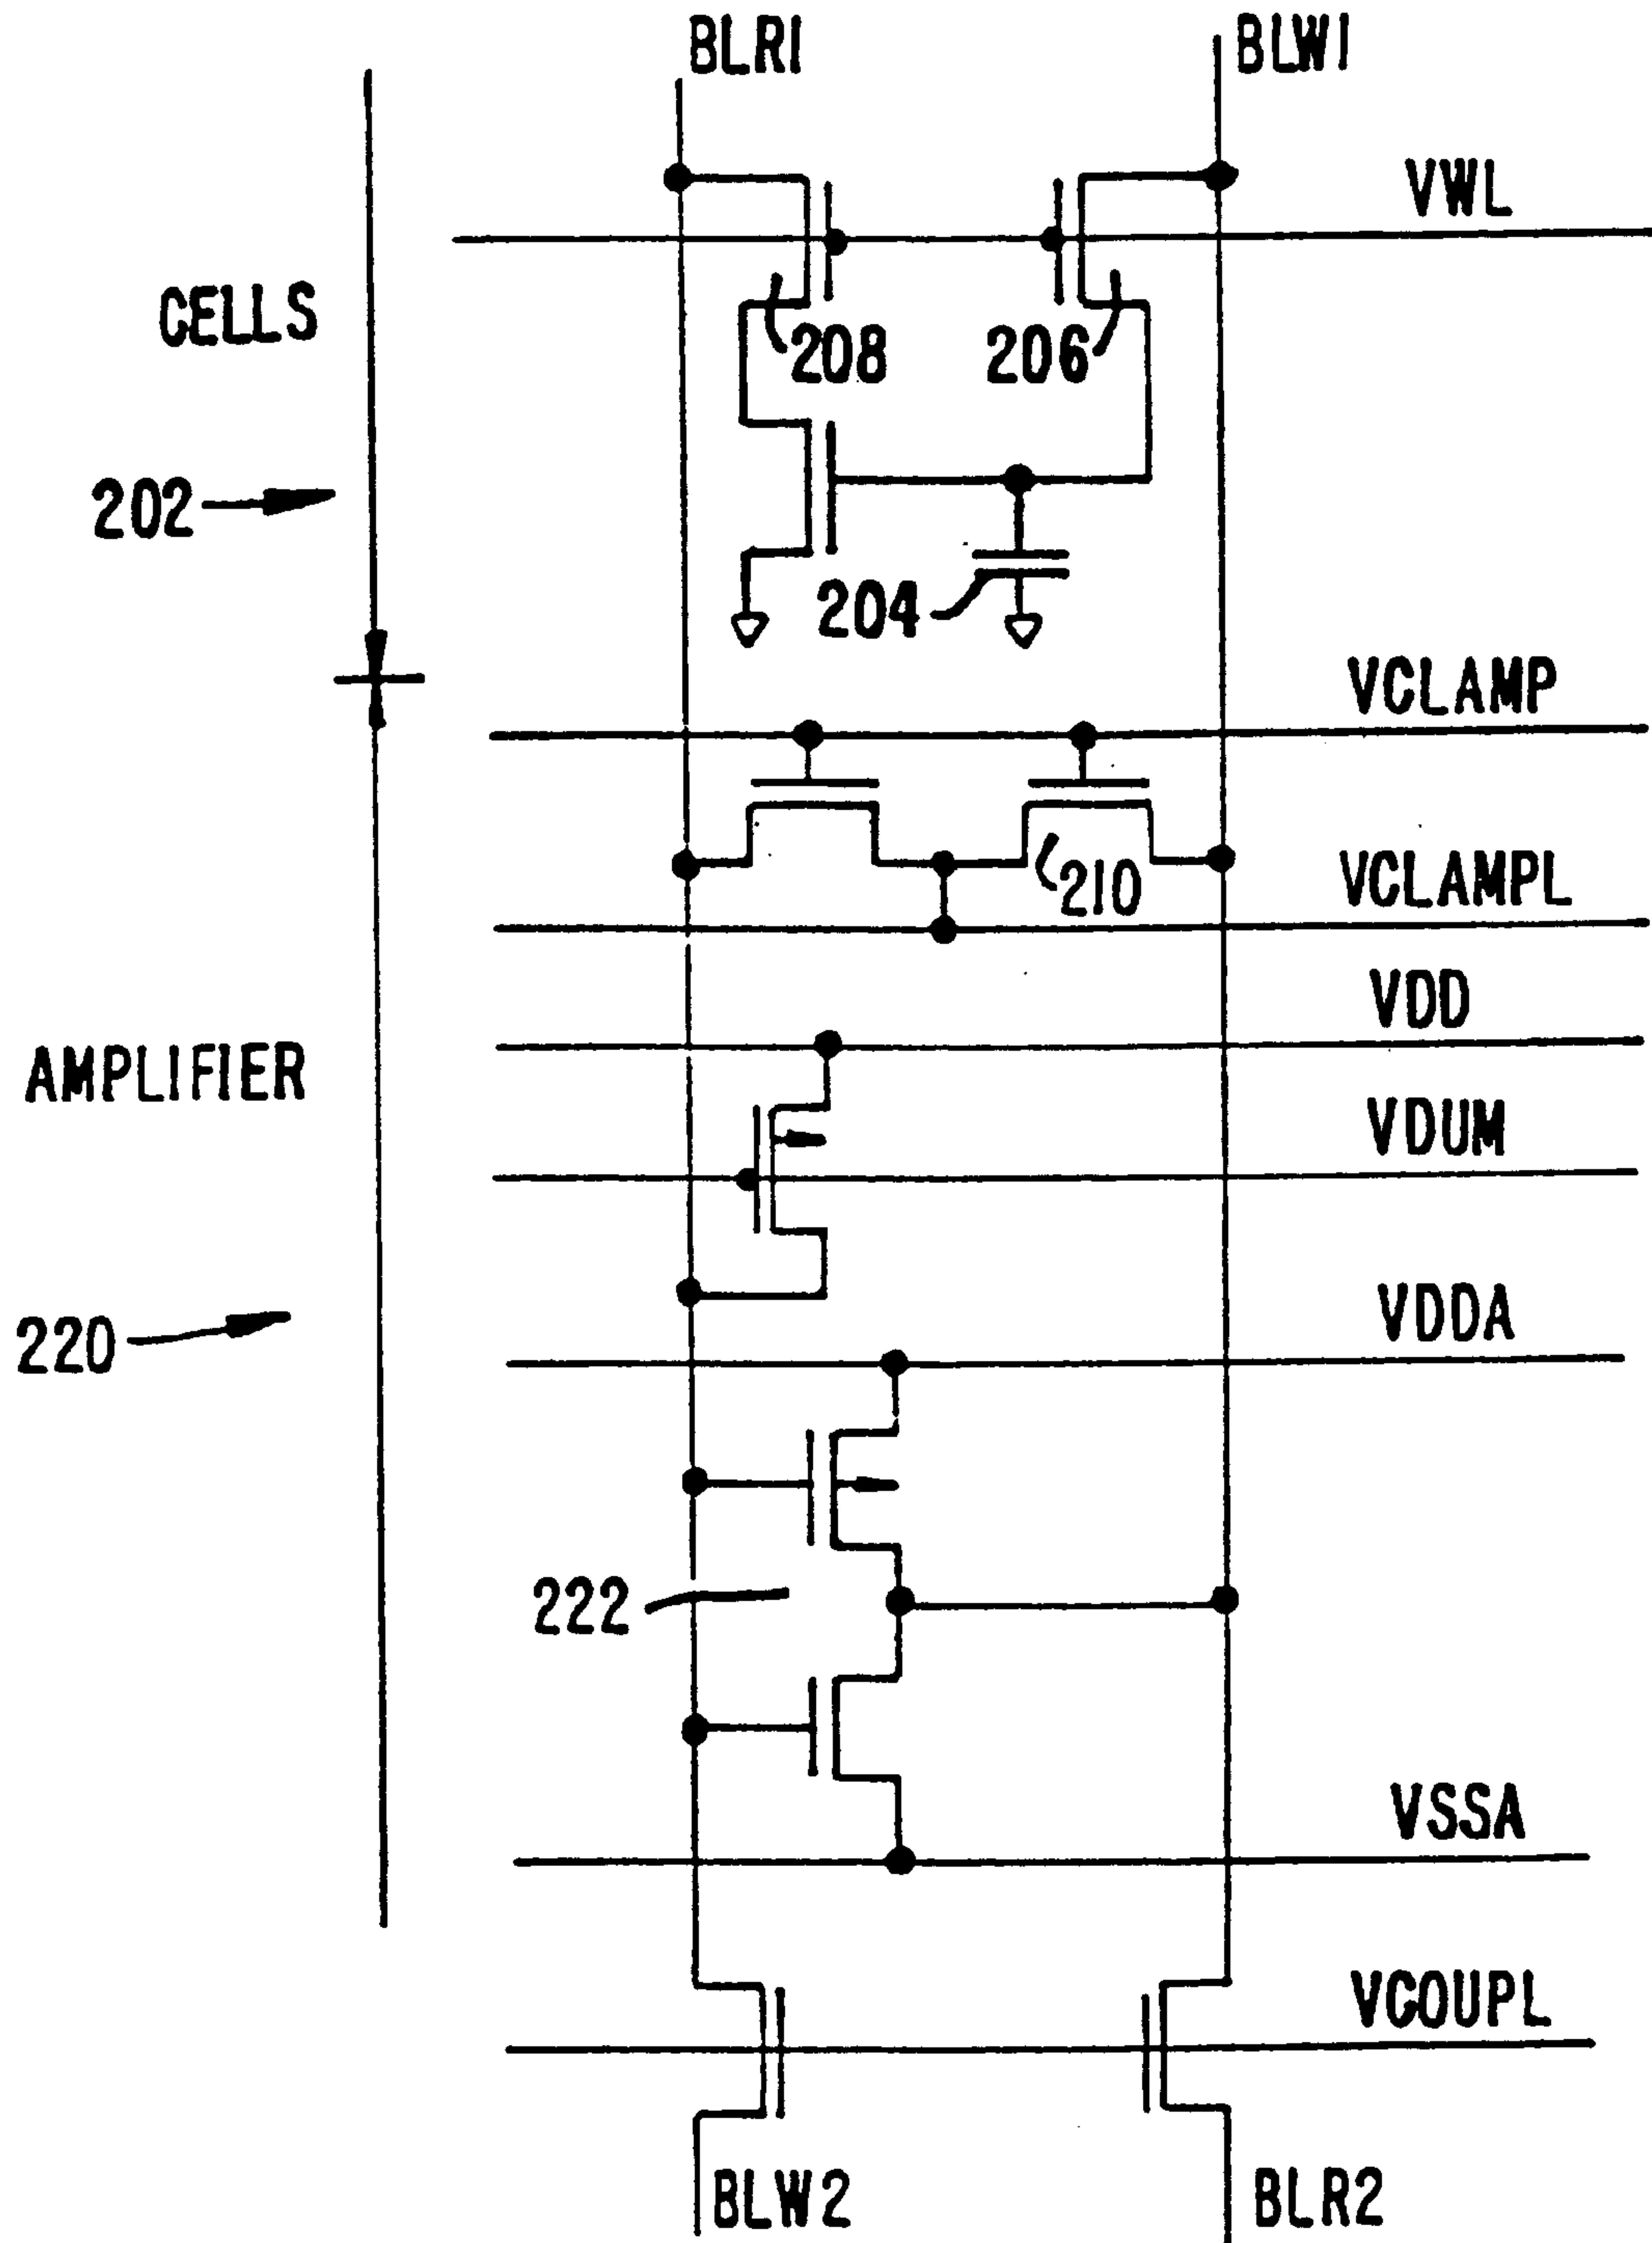 BLR1
BLW1
VWL
CELLS
208
206
202
204
VCLAMP
210
VCLAMPL
VDD
AMPLIFIER
VDUM
220
VDDA
222
VSSA
VCOUPL
BLW2
BLR2